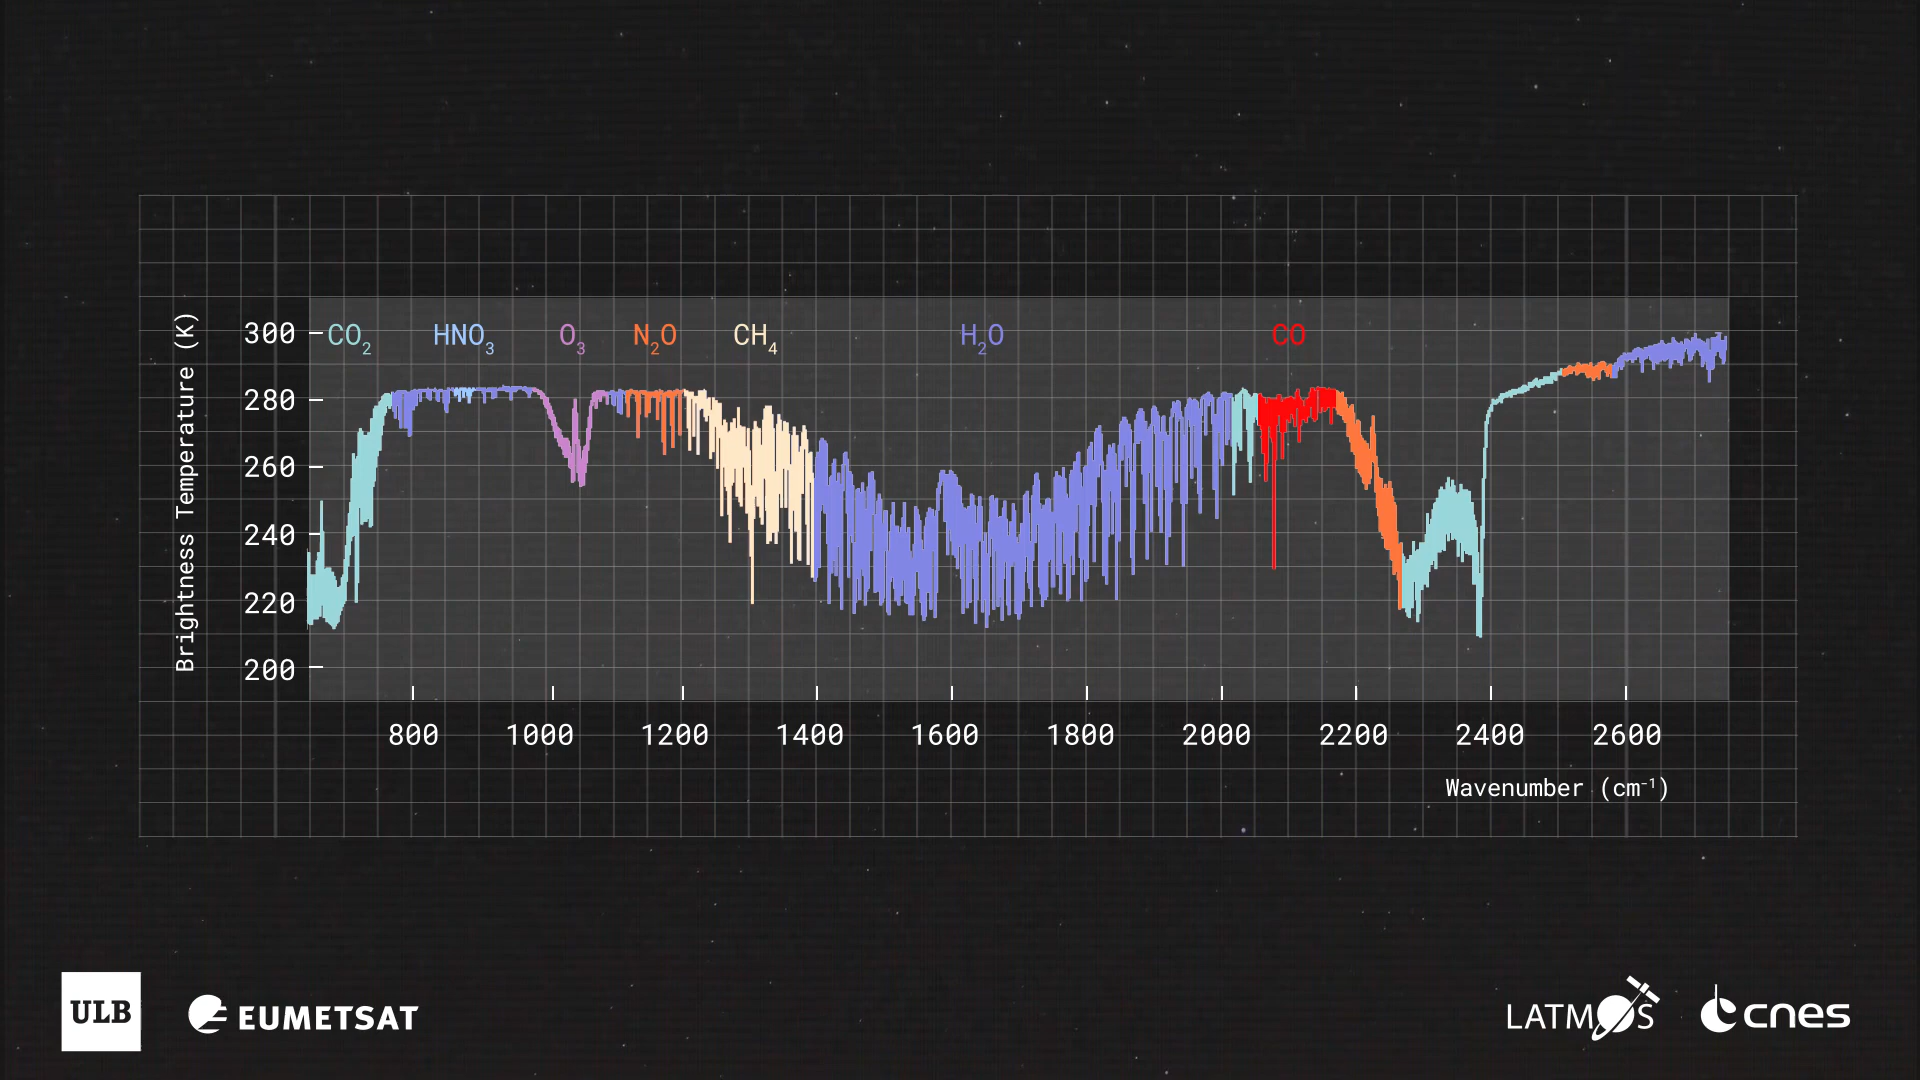 Brightness Temperature (K)
300
280
260
240
220
200
CO₂
HNO₃
O₃
N₂O
CH₄
H₂O
CO
800 1000 1200 1400 1600 1800 2000 2200 2400 2600
Wavenumber (cm⁻¹)
ULB
EUMETSAT
LATMOS
cnes